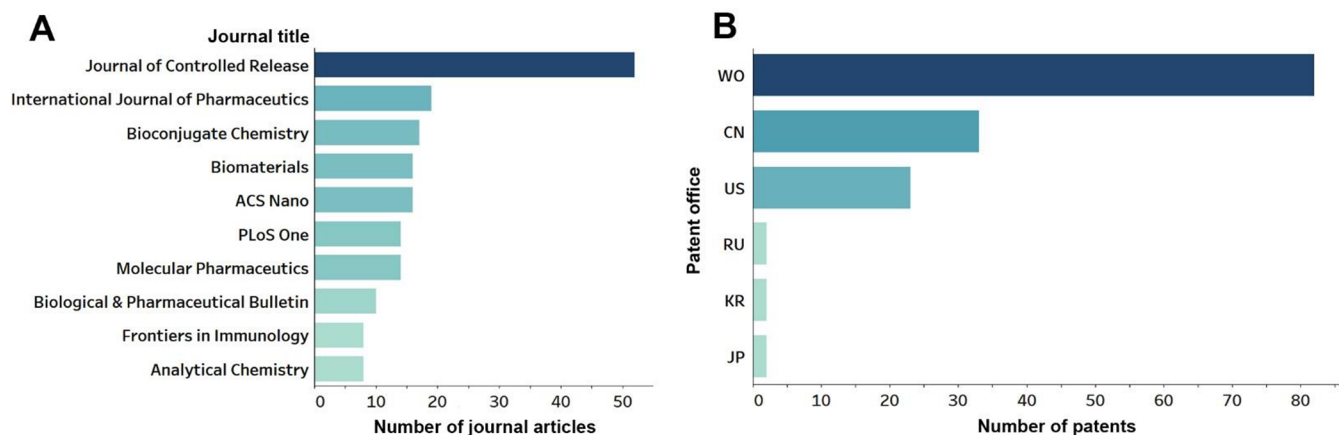 A
Journal title
Journal of Controlled Release
International Journal of Pharmaceutics
Bioconjugate Chemistry
Biomaterials
ACS Nano
PLoS One
Molecular Pharmaceutics
Biological & Pharmaceutical Bulletin
Frontiers in Immunology
Analytical Chemistry
0 10 20 30 40 50
Number of journal articles
B
Patent office
WO
CN
US
RU
KR
JP
0 10 20 30 40 50 60 70 80
Number of patents